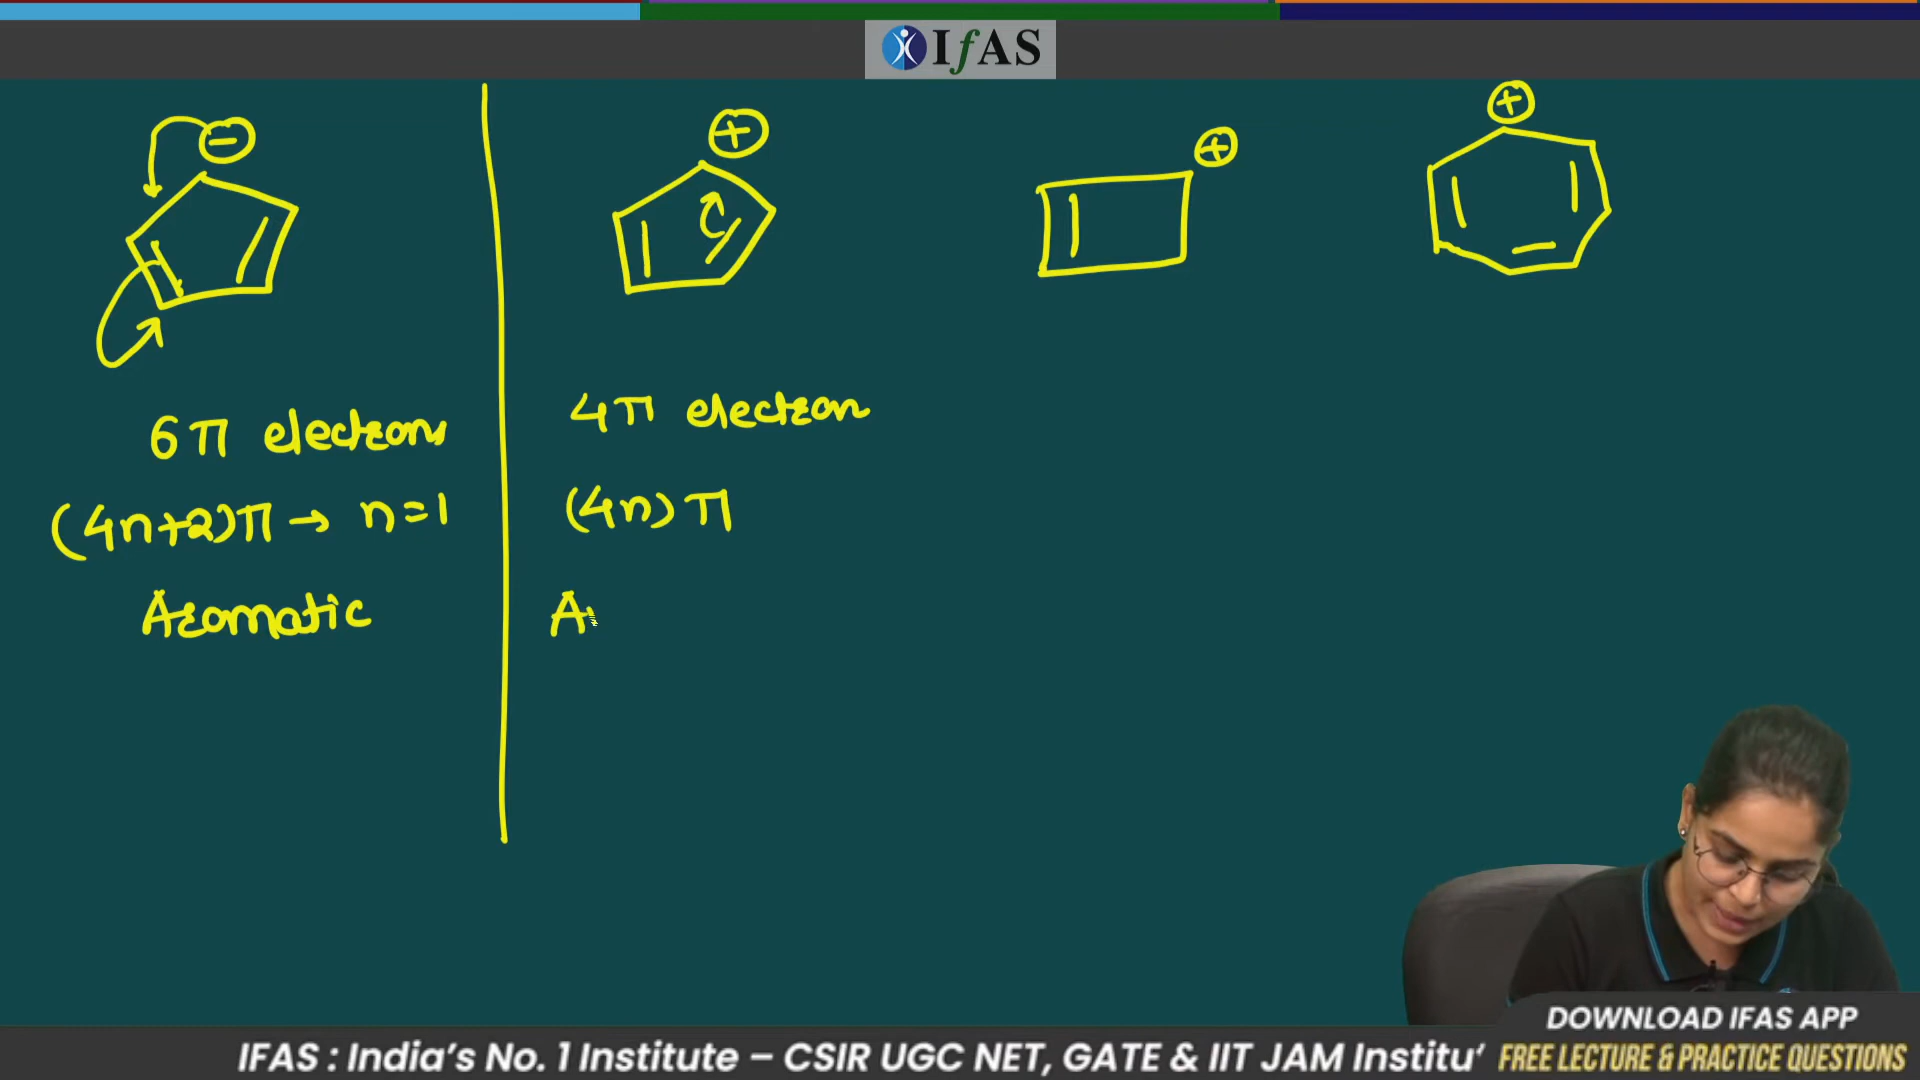 IfAS
⊖
⊕
⊕
⊕
6π electrons
(4n+2)π → n=1
Aromatic
4π electron
(4n) π
A
DOWNLOAD IFAS APP
IFAS : India's No. 1 Institute – CSIR UGC NET, GATE & IIT JAM Institu'
FREE LECTURE & PRACTICE QUESTIONS